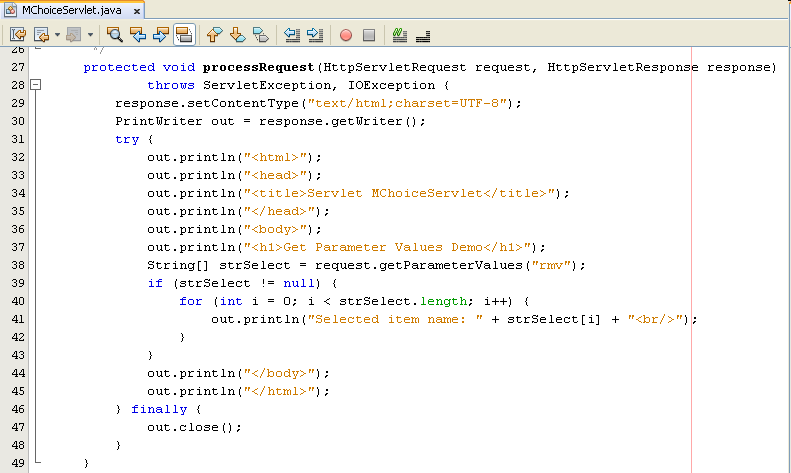 MChoiceServlet.java
26 */
27 protected void processRequest(HttpServletRequest request, HttpServletResponse response)
28 throws ServletException, IOException {
29 response.setContentType("text/html;charset=UTF-8");
30 PrintWriter out = response.getWriter();
31 try {
32 out.println("<html>");
33 out.println("<head>");
34 out.println("<title>Servlet MChoiceServlet</title>");
35 out.println("</head>");
36 out.println("<body>");
37 out.println("<h1>Get Parameter Values Demo</h1>");
38 String[] strSelect = request.getParameterValues("rmv");
39 if (strSelect != null) {
40 for (int i = 0; i < strSelect.length; i++) {
41 out.println("Selected item name: " + strSelect[i] + "<br/>");
42 }
43 }
44 out.println("</body>");
45 out.println("</html>");
46 } finally {
47 out.close();
48 }
49 }